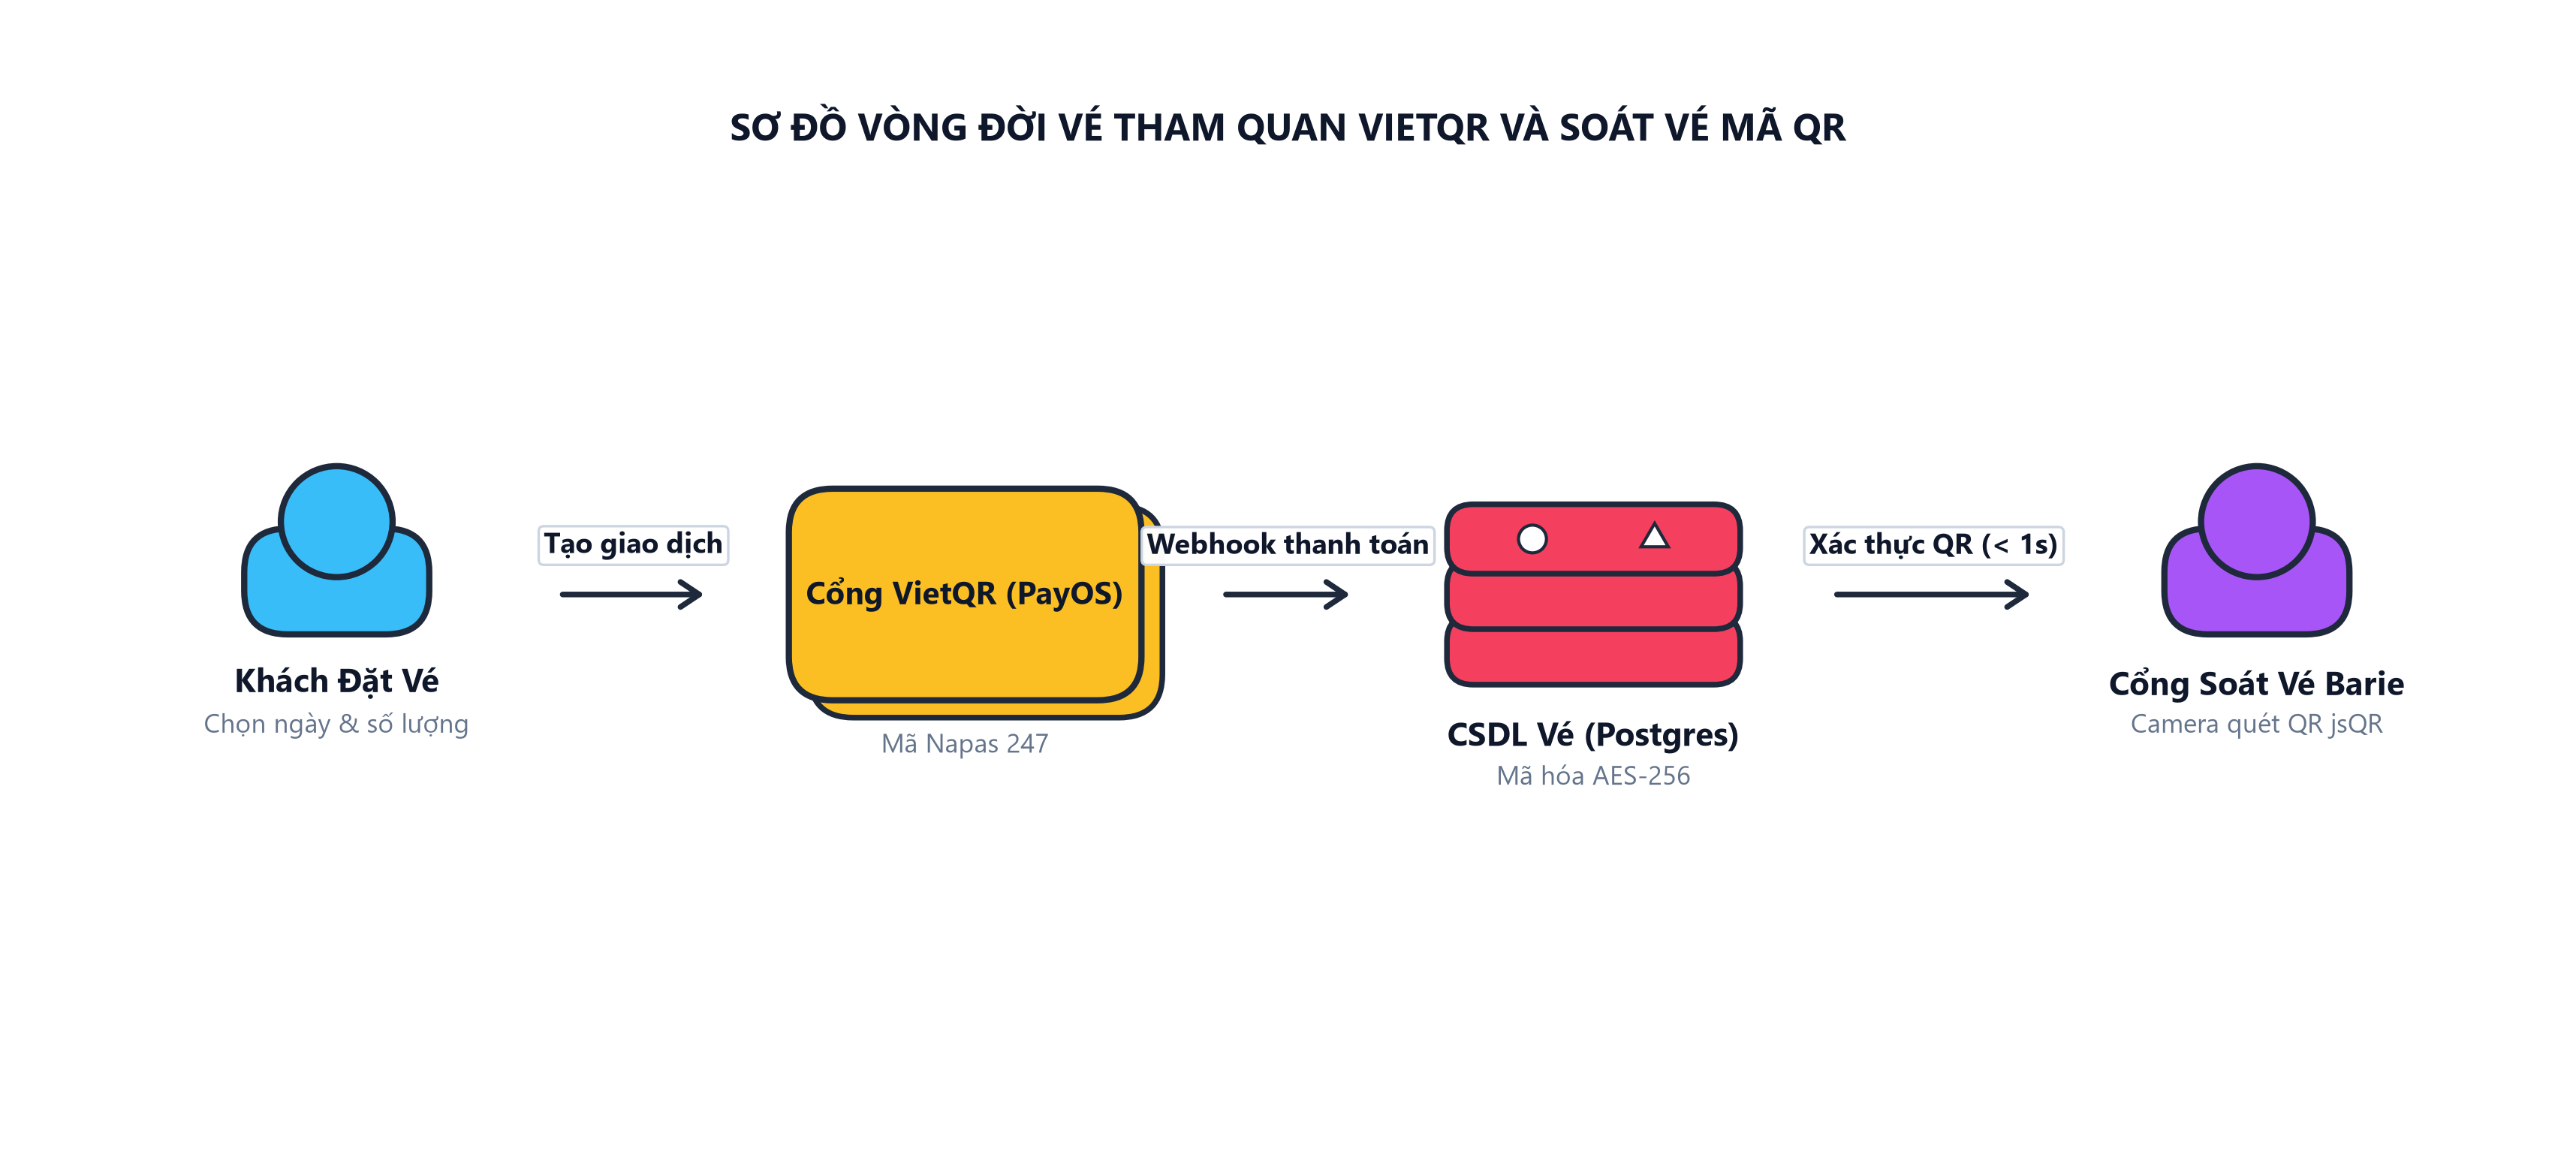 SƠ ĐỒ VÒNG ĐỜI VÉ THAM QUAN VIETQR VÀ SOÁT VÉ MÃ QR
Tạo giao dịch
Webhook thanh toán
Xác thực QR (< 1s)
Cổng VietQR (PayOS)
Khách Đặt Vé
Chọn ngày & số lượng
Mã Napas 247
CSDL Vé (Postgres)
Mã hóa AES-256
Cổng Soát Vé Barie
Camera quét QR jsQR